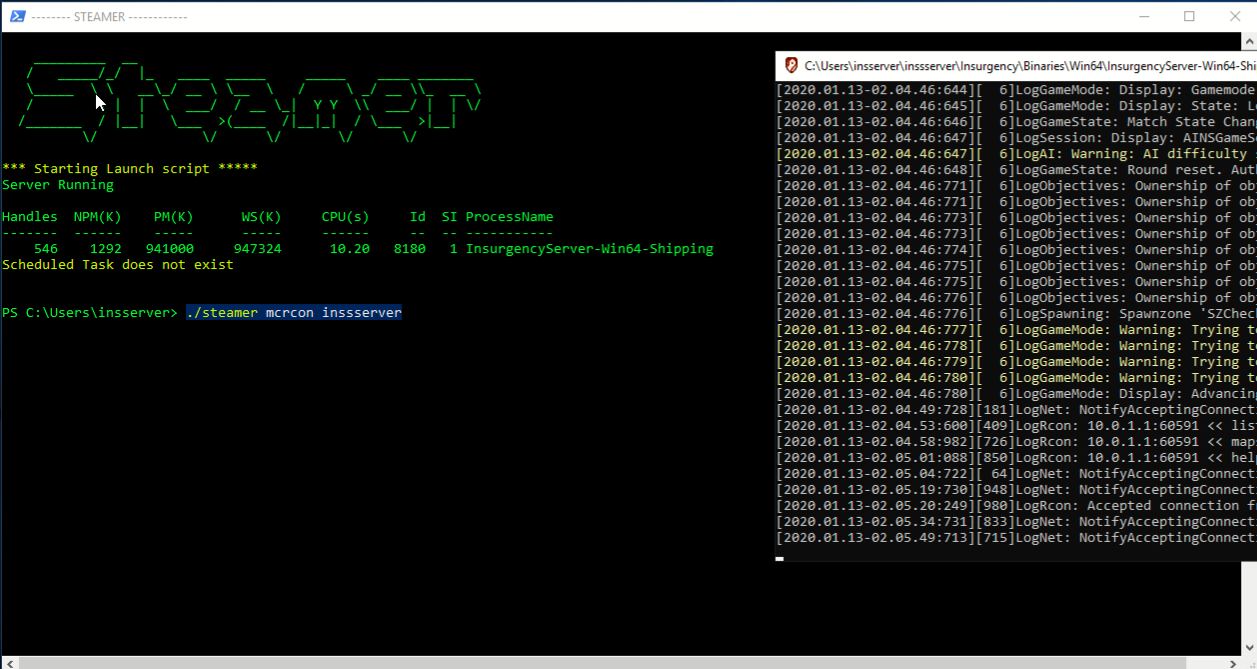 -------- STEAMER ------------
Steamer
*** Starting Launch script *****
Server Running
Handles  NPM(K)    PM(K)      WS(K)     CPU(s)     Id  SI ProcessName
-------  ------    -----      -----     ------     --  -- -----------
    546    1292   941000     947324      10.20   8180   1 InsurgencyServer-Win64-Shipping
Scheduled Task does not exist
PS C:\Users\insserver> ./steamer mcrcon inssserver
C:\Users\insserver\inssserver\Insurgency\Binaries\Win64\InsurgencyServer-Win64-Shi
[2020.01.13-02.04.46:644][  6]LogGameMode: Display: Gamemode
[2020.01.13-02.04.46:645][  6]LogGameMode: Display: State: L
[2020.01.13-02.04.46:646][  6]LogGameState: Match State Chan
[2020.01.13-02.04.46:647][  6]LogSession: Display: AINSGameS
[2020.01.13-02.04.46:647][  6]LogAI: Warning: AI difficulty
[2020.01.13-02.04.46:648][  6]LogGameState: Round reset. Aut
[2020.01.13-02.04.46:771][  6]LogObjectives: Ownership of ob
[2020.01.13-02.04.46:771][  6]LogObjectives: Ownership of ob
[2020.01.13-02.04.46:773][  6]LogObjectives: Ownership of ob
[2020.01.13-02.04.46:773][  6]LogObjectives: Ownership of ob
[2020.01.13-02.04.46:774][  6]LogObjectives: Ownership of ob
[2020.01.13-02.04.46:775][  6]LogObjectives: Ownership of ob
[2020.01.13-02.04.46:775][  6]LogObjectives: Ownership of ob
[2020.01.13-02.04.46:776][  6]LogObjectives: Ownership of ob
[2020.01.13-02.04.46:776][  6]LogSpawning: Spawnzone 'SZChec
[2020.01.13-02.04.46:777][  6]LogGameMode: Warning: Trying to
[2020.01.13-02.04.46:778][  6]LogGameMode: Warning: Trying to
[2020.01.13-02.04.46:779][  6]LogGameMode: Warning: Trying to
[2020.01.13-02.04.46:780][  6]LogGameMode: Warning: Trying to
[2020.01.13-02.04.46:780][  6]LogGameMode: Display: Advancing
[2020.01.13-02.04.49:728][181]LogNet: NotifyAcceptingConnect
[2020.01.13-02.04.53:600][409]LogRcon: 10.0.1.1:60591 << lis
[2020.01.13-02.04.58:982][726]LogRcon: 10.0.1.1:60591 << map
[2020.01.13-02.05.01:088][850]LogRcon: 10.0.1.1:60591 << hel
[2020.01.13-02.05.04:722][ 64]LogNet: NotifyAcceptingConnect
[2020.01.13-02.05.19:730][948]LogNet: NotifyAcceptingConnect
[2020.01.13-02.05.20:249][980]LogRcon: Accepted connection f
[2020.01.13-02.05.34:731][833]LogNet: NotifyAcceptingConnect
[2020.01.13-02.05.49:713][715]LogNet: NotifyAcceptingConnect